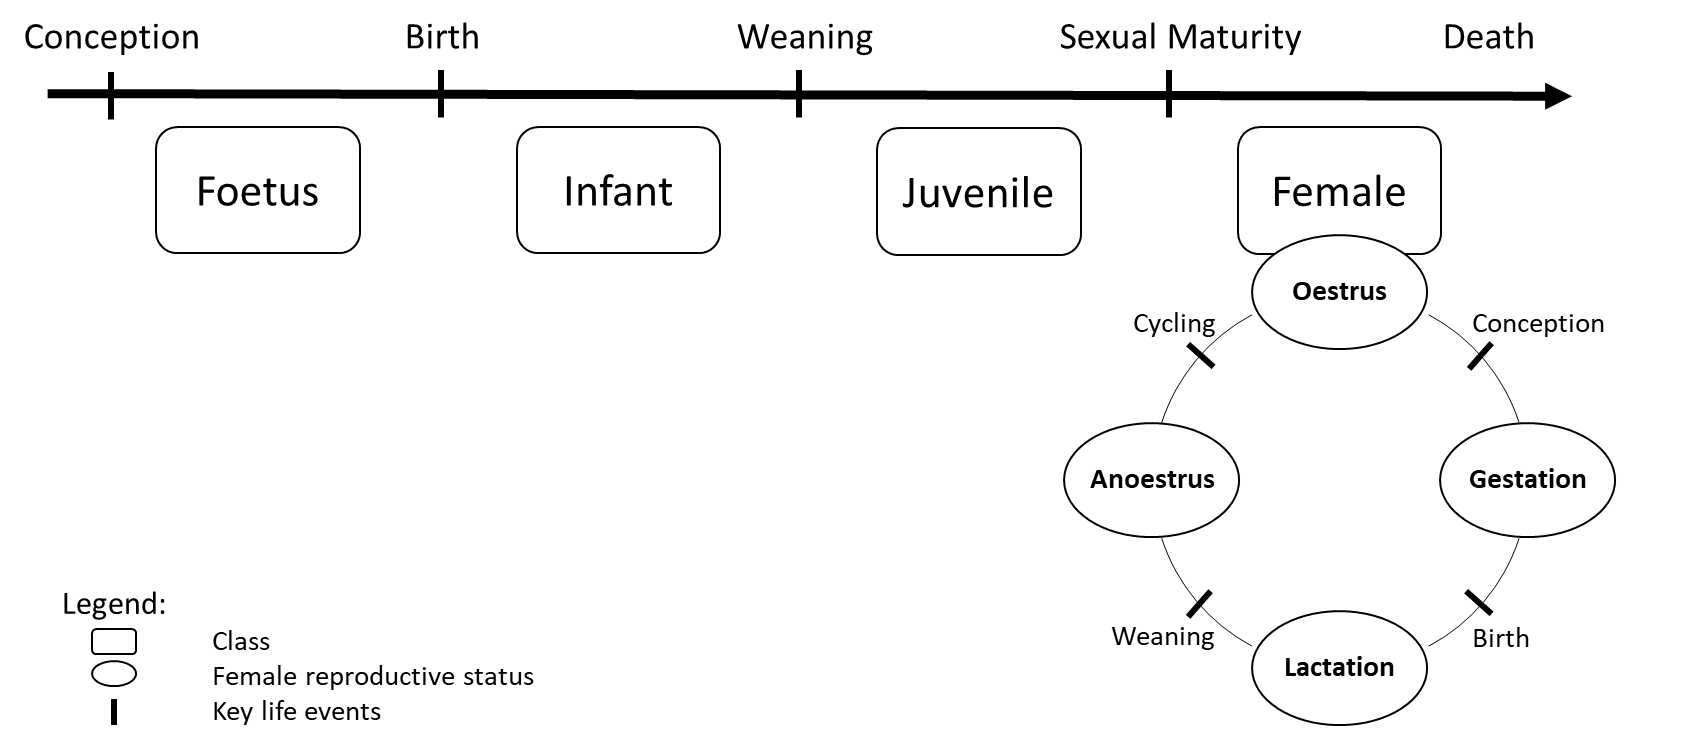 Conception Birth Weaning Sexual Maturity Death
Foetus Infant Juvenile Female
Oestrus
Cycling Conception
Anoestrus Gestation
Weaning Birth
Lactation
Legend:
Class
Female reproductive status
Key life events